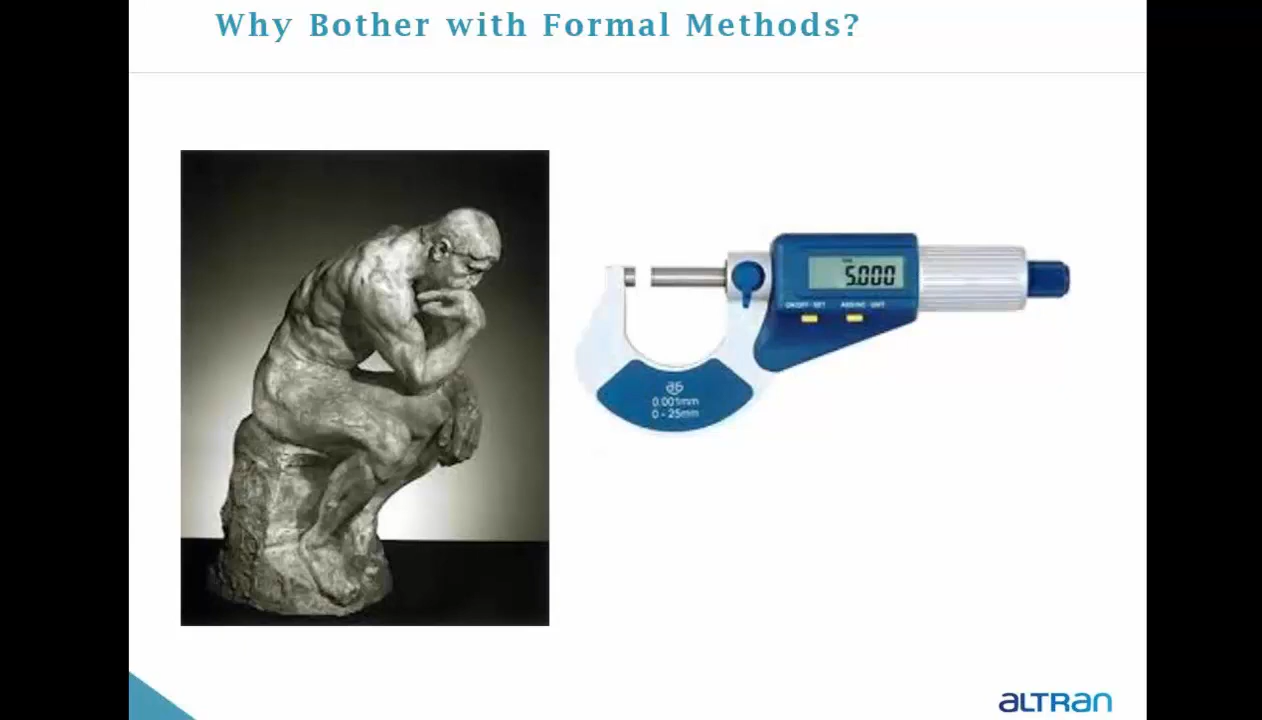 Why Bother with Formal Methods?
5.000
ON/OFF SET
ABS/INC UNIT
0.001mm
0-25mm
ALTRAN